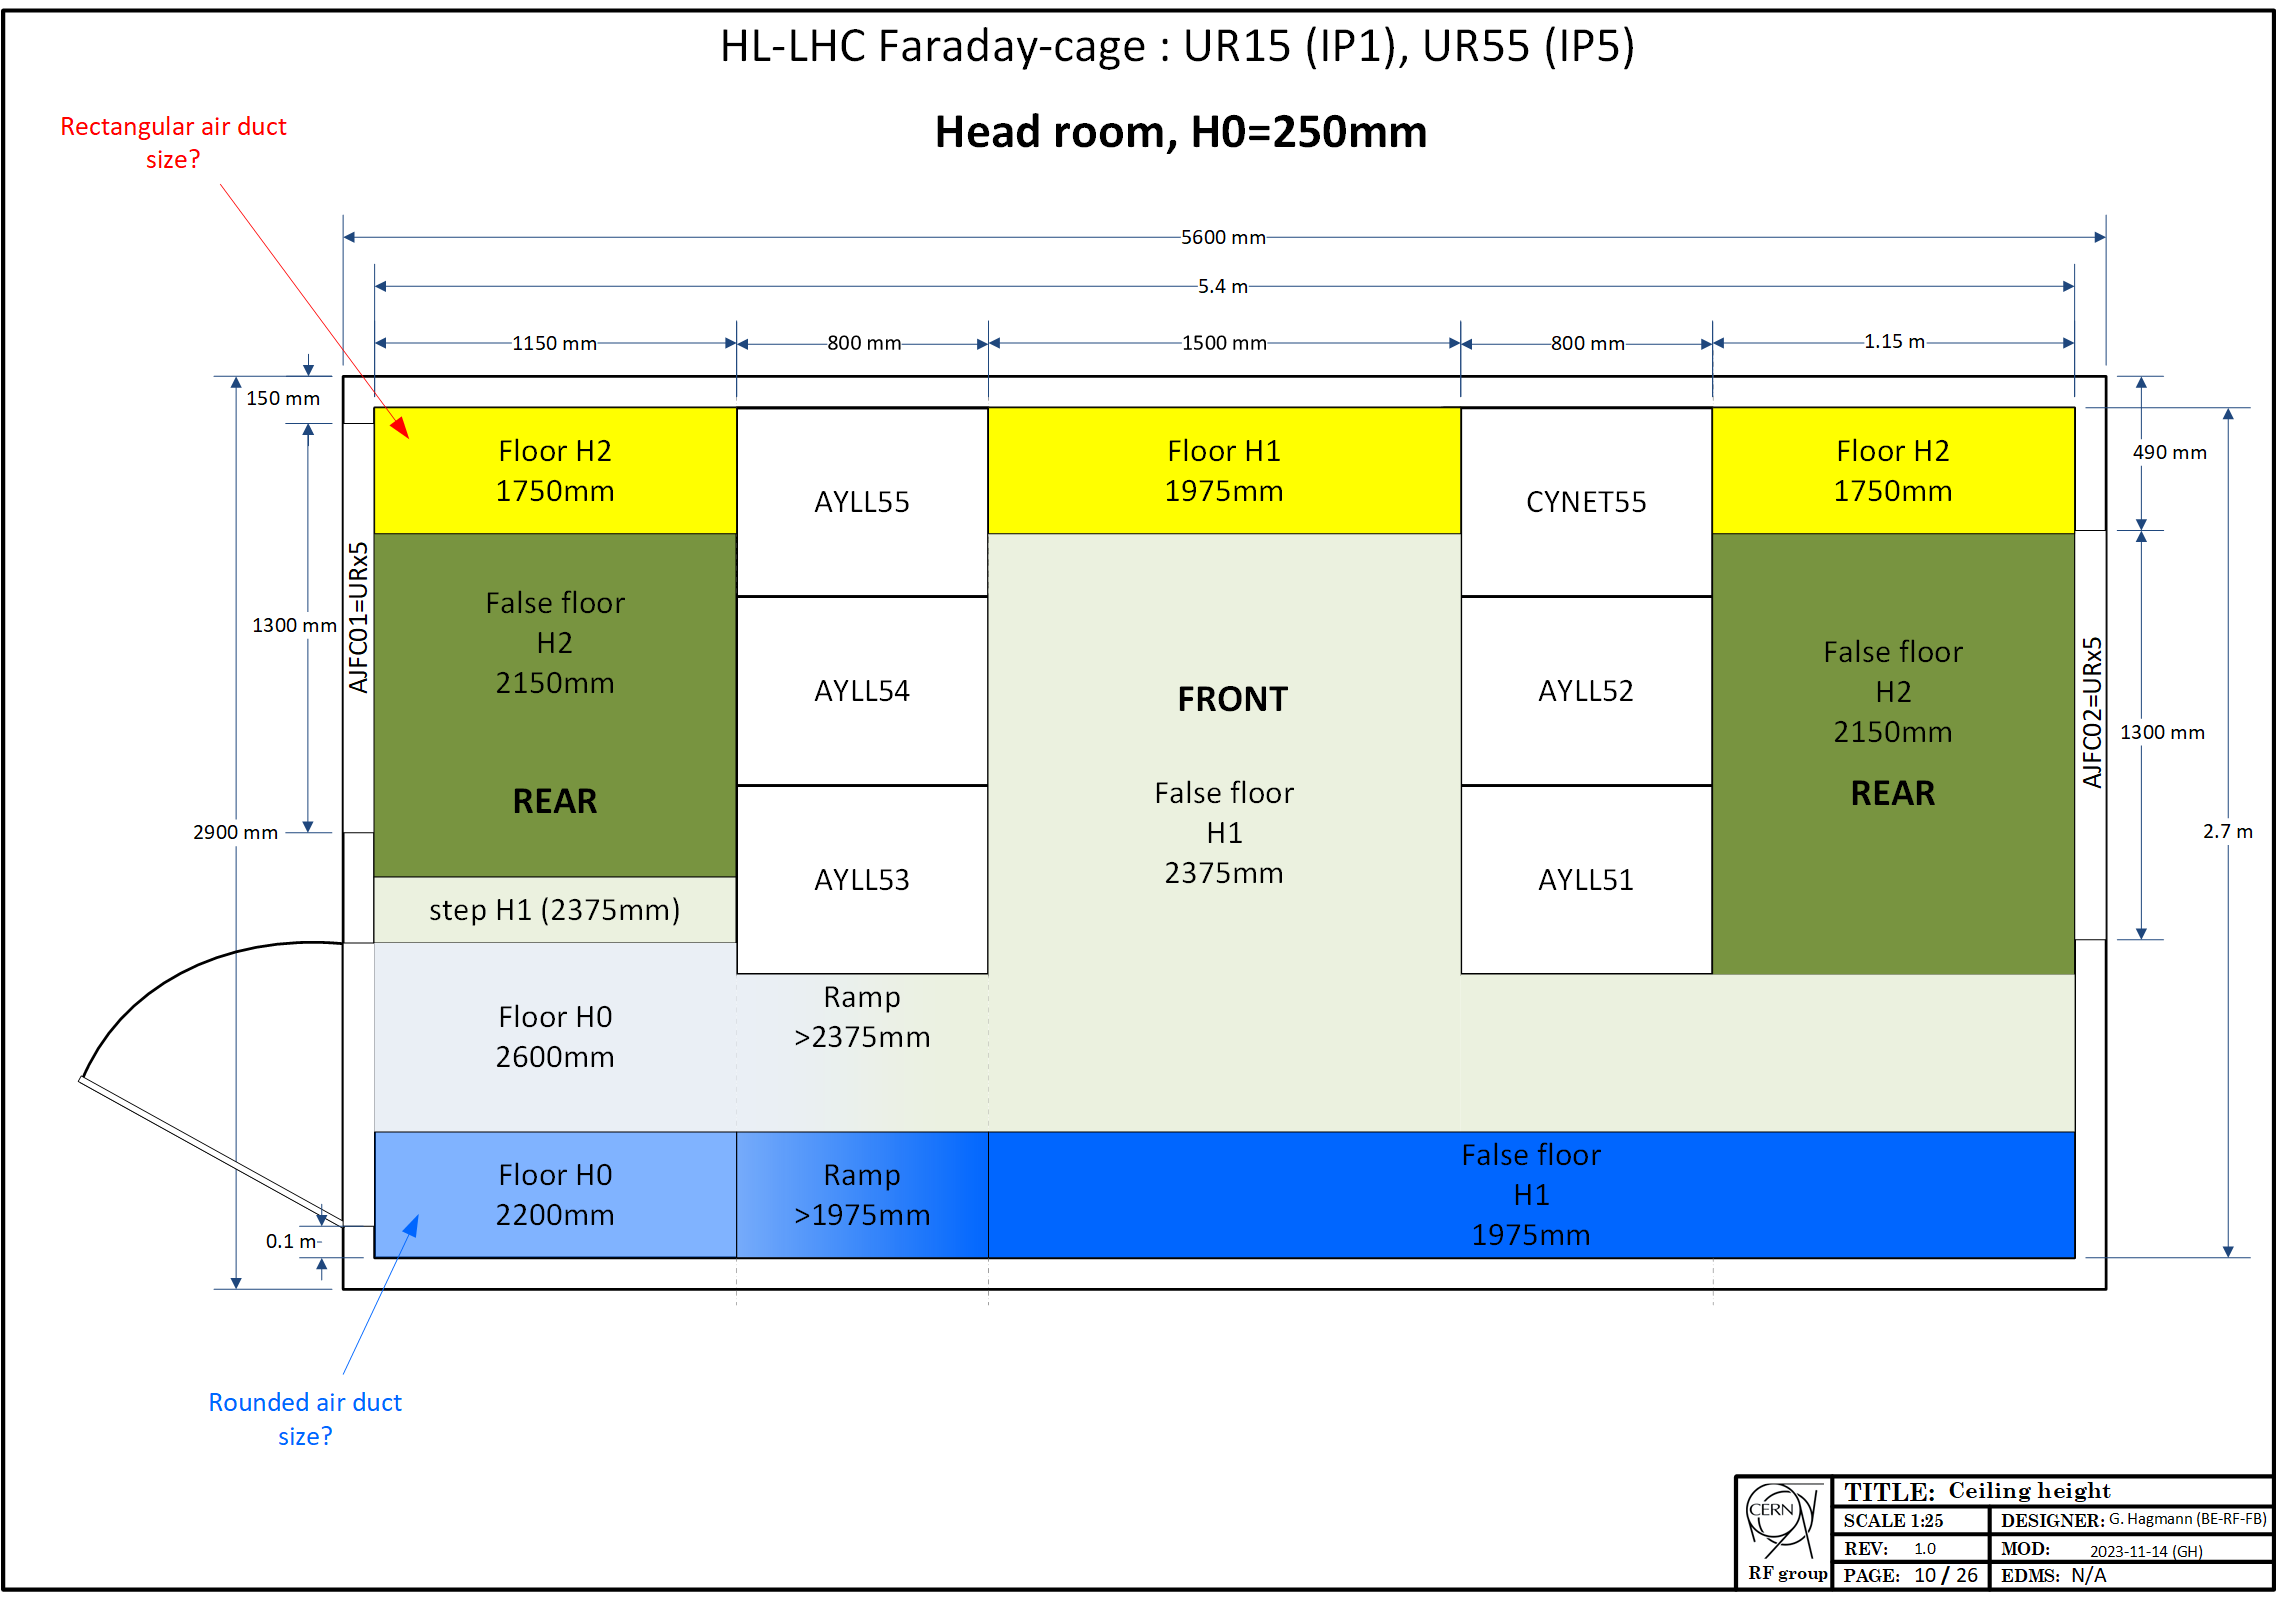 HL-LHC Faraday-cage : UR15 (IP1), UR55 (IP5)
Head room, H0=250mm
Rectangular air duct
size?
5600 mm
5.4 m
1150 mm
800 mm
1500 mm
800 mm
1.15 m
150 mm
490 mm
1300 mm
2900 mm
1300 mm
2.7 m
0.1 m
AJFC01=URx5
AJFC02=URx5
Floor H2
1750mm
AYLL55
Floor H1
1975mm
CYNET55
Floor H2
1750mm
False floor
H2
2150mm
REAR
AYLL54
FRONT
False floor
H1
2375mm
AYLL52
False floor
H2
2150mm
REAR
step H1 (2375mm)
AYLL53
AYLL51
Floor H0
2600mm
Ramp
>2375mm
Floor H0
2200mm
Ramp
>1975mm
False floor
H1
1975mm
Rounded air duct
size?
CERN
RF group
TITLE: Ceiling height
SCALE 1:25
DESIGNER: G. Hagmann (BE-RF-FB)
REV: 1.0
MOD: 2023-11-14 (GH)
PAGE: 10 / 26
EDMS: N/A